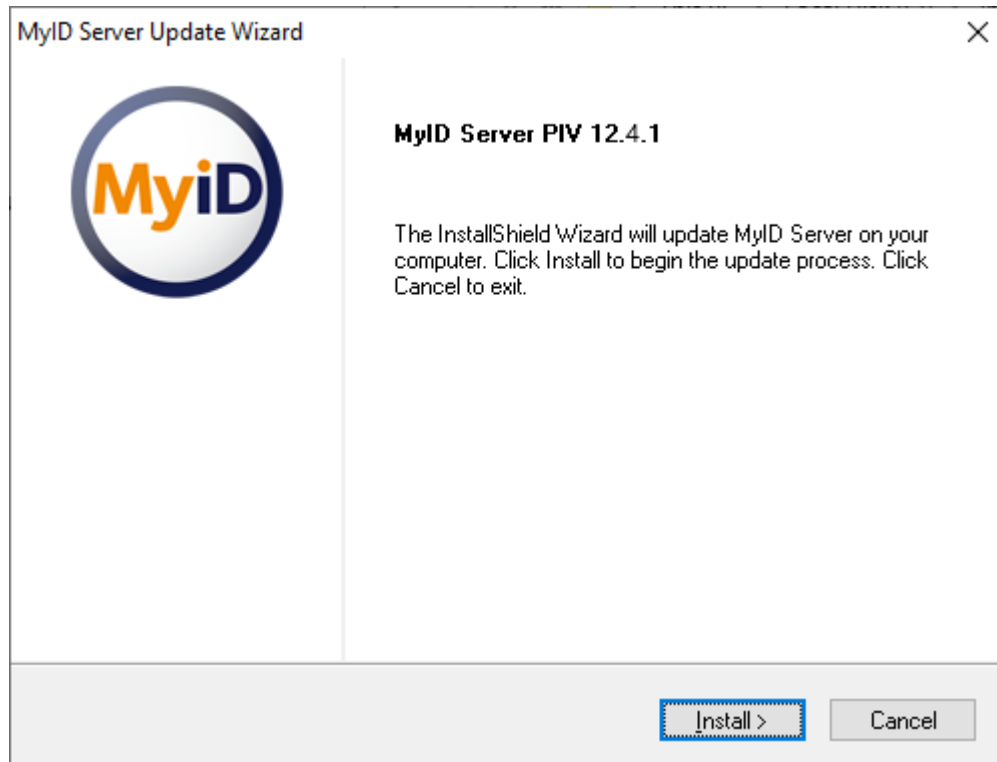 MyID Server Update Wizard
MyiD
MyID Server PIV 12.4.1
The InstallShield Wizard will update MyID Server on your
computer. Click Install to begin the update process. Click
Cancel to exit.
Install >
Cancel